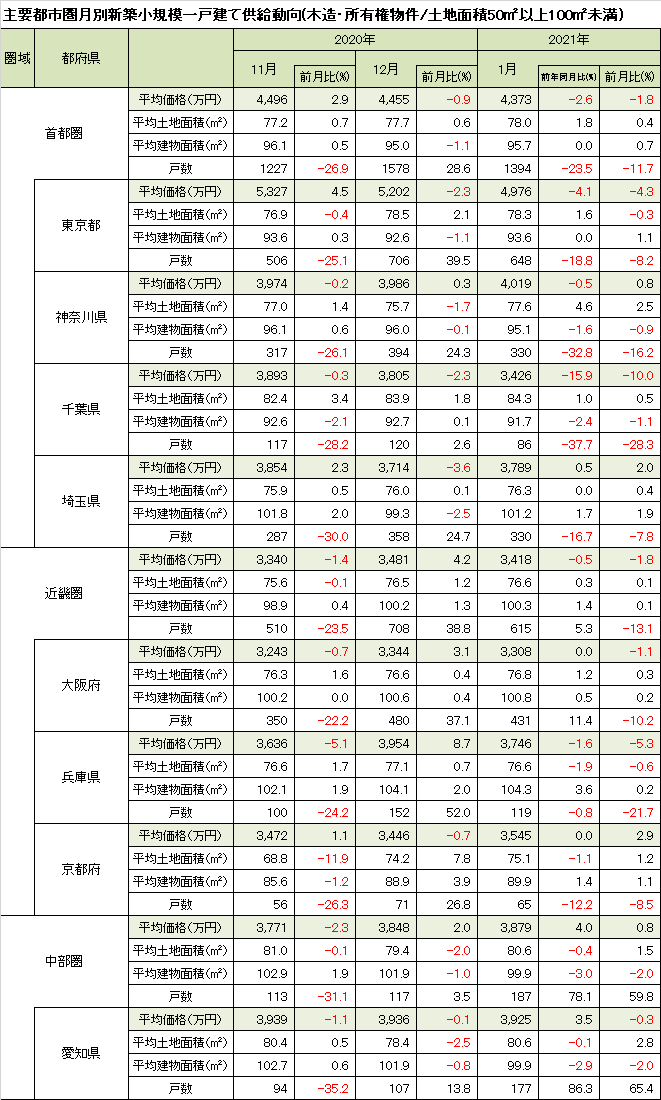 主要都市圏月別新築小規模一戸建て供給動向(木造・所有権物件/土地面積50㎡以上100㎡未満)
圏域 都府県 2020年 2021年
11月 前月比(%) 12月 前月比(%) 1月 前年同月比(%) 前月比(%)
首都圏
平均価格(万円) 4,496 2.9 4,455 -0.9 4,373 -2.6 -1.8
平均土地面積(㎡) 77.2 0.7 77.7 0.6 78.0 1.8 0.4
平均建物面積(㎡) 96.1 0.5 95.0 -1.1 95.7 0.0 0.7
戸数 1227 -26.9 1578 28.6 1394 -23.5 -11.7
東京都
平均価格(万円) 5,327 4.5 5,202 -2.3 4,976 -4.1 -4.3
平均土地面積(㎡) 76.9 -0.4 78.5 2.1 78.3 1.6 -0.3
平均建物面積(㎡) 93.6 0.3 92.6 -1.1 93.6 0.0 1.1
戸数 506 -25.1 706 39.5 648 -18.8 -8.2
神奈川県
平均価格(万円) 3,974 -0.2 3,986 0.3 4,019 -0.5 0.8
平均土地面積(㎡) 77.0 1.4 75.7 -1.7 77.6 4.6 2.5
平均建物面積(㎡) 96.1 0.6 96.0 -0.1 95.1 -1.6 -0.9
戸数 317 -26.1 394 24.3 330 -32.8 -16.2
千葉県
平均価格(万円) 3,893 -0.3 3,805 -2.3 3,426 -15.9 -10.0
平均土地面積(㎡) 82.4 3.4 83.9 1.8 84.3 1.0 0.5
平均建物面積(㎡) 92.6 -2.1 92.7 0.1 91.7 -2.4 -1.1
戸数 117 -28.2 120 2.6 86 -37.7 -28.3
埼玉県
平均価格(万円) 3,854 2.3 3,714 -3.6 3,789 0.5 2.0
平均土地面積(㎡) 75.9 0.5 76.0 0.1 76.3 0.0 0.4
平均建物面積(㎡) 101.8 2.0 99.3 -2.5 101.2 1.7 1.9
戸数 287 -30.0 358 24.7 330 -16.7 -7.8
近畿圏
平均価格(万円) 3,340 -1.4 3,481 4.2 3,418 -0.5 -1.8
平均土地面積(㎡) 75.6 -0.1 76.5 1.2 76.6 0.3 0.1
平均建物面積(㎡) 98.9 0.4 100.2 1.3 100.3 1.4 0.1
戸数 510 -23.5 708 38.8 615 5.3 -13.1
大阪府
平均価格(万円) 3,243 -0.7 3,344 3.1 3,308 0.0 -1.1
平均土地面積(㎡) 76.3 1.6 76.6 0.4 76.8 1.2 0.3
平均建物面積(㎡) 100.2 0.0 100.6 0.4 100.8 0.5 0.2
戸数 350 -22.2 480 37.1 431 11.4 -10.2
兵庫県
平均価格(万円) 3,636 -5.1 3,954 8.7 3,746 -1.6 -5.3
平均土地面積(㎡) 76.6 1.7 77.1 0.7 76.6 -1.9 -0.6
平均建物面積(㎡) 102.1 1.9 104.1 2.0 104.3 3.6 0.2
戸数 100 -24.2 152 52.0 119 -0.8 -21.7
京都府
平均価格(万円) 3,472 1.1 3,446 -0.7 3,545 0.0 2.9
平均土地面積(㎡) 68.8 -11.9 74.2 7.8 75.1 -1.1 1.2
平均建物面積(㎡) 85.6 -1.2 88.9 3.9 89.9 1.4 1.1
戸数 56 -26.3 71 26.8 65 -12.2 -8.5
中部圏
平均価格(万円) 3,771 -2.3 3,848 2.0 3,879 4.0 0.8
平均土地面積(㎡) 81.0 -0.1 79.4 -2.0 80.6 -0.4 1.5
平均建物面積(㎡) 102.9 1.9 101.9 -1.0 99.9 -3.0 -2.0
戸数 113 -31.1 117 3.5 187 78.1 59.8
愛知県
平均価格(万円) 3,939 -1.1 3,936 -0.1 3,925 3.5 -0.3
平均土地面積(㎡) 80.4 0.5 78.4 -2.5 80.6 -0.1 2.8
平均建物面積(㎡) 102.7 0.6 101.9 -0.8 99.9 -2.9 -2.0
戸数 94 -35.2 107 13.8 177 86.3 65.4